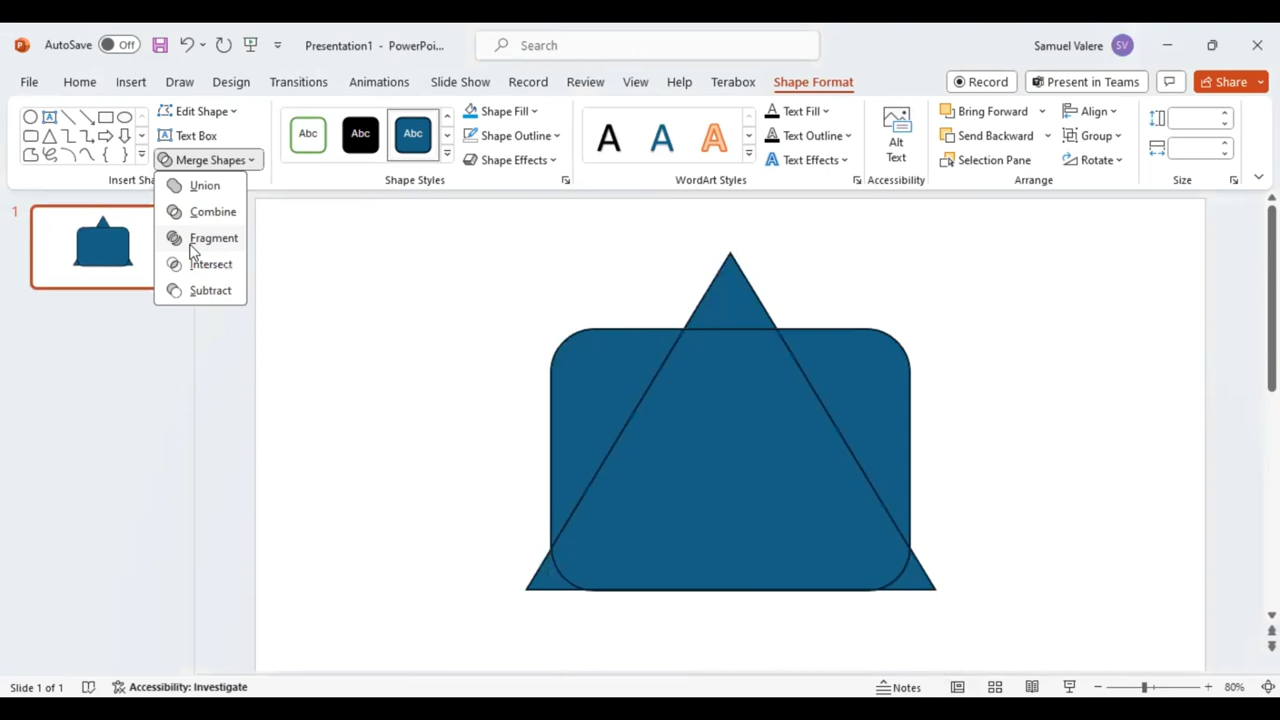 AutoSave Off Presentation1 - PowerPoi... Search Samuel Valere SV
File Home Insert Draw Design Transitions Animations Slide Show Record Review View Help Terabox Shape Format Record Present in Teams Share
Edit Shape Abc Abc Abc Shape Fill A A A Text Fill Alt Text Bring Forward Align
Text Box Shape Outline Text Outline Send Backward Group
Merge Shapes Shape Effects Text Effects Selection Pane Rotate
Insert Sha Shape Styles WordArt Styles Accessibility Arrange Size
Union
Combine
Fragment
Intersect
Subtract
1
Slide 1 of 1 Accessibility: Investigate Notes 80%